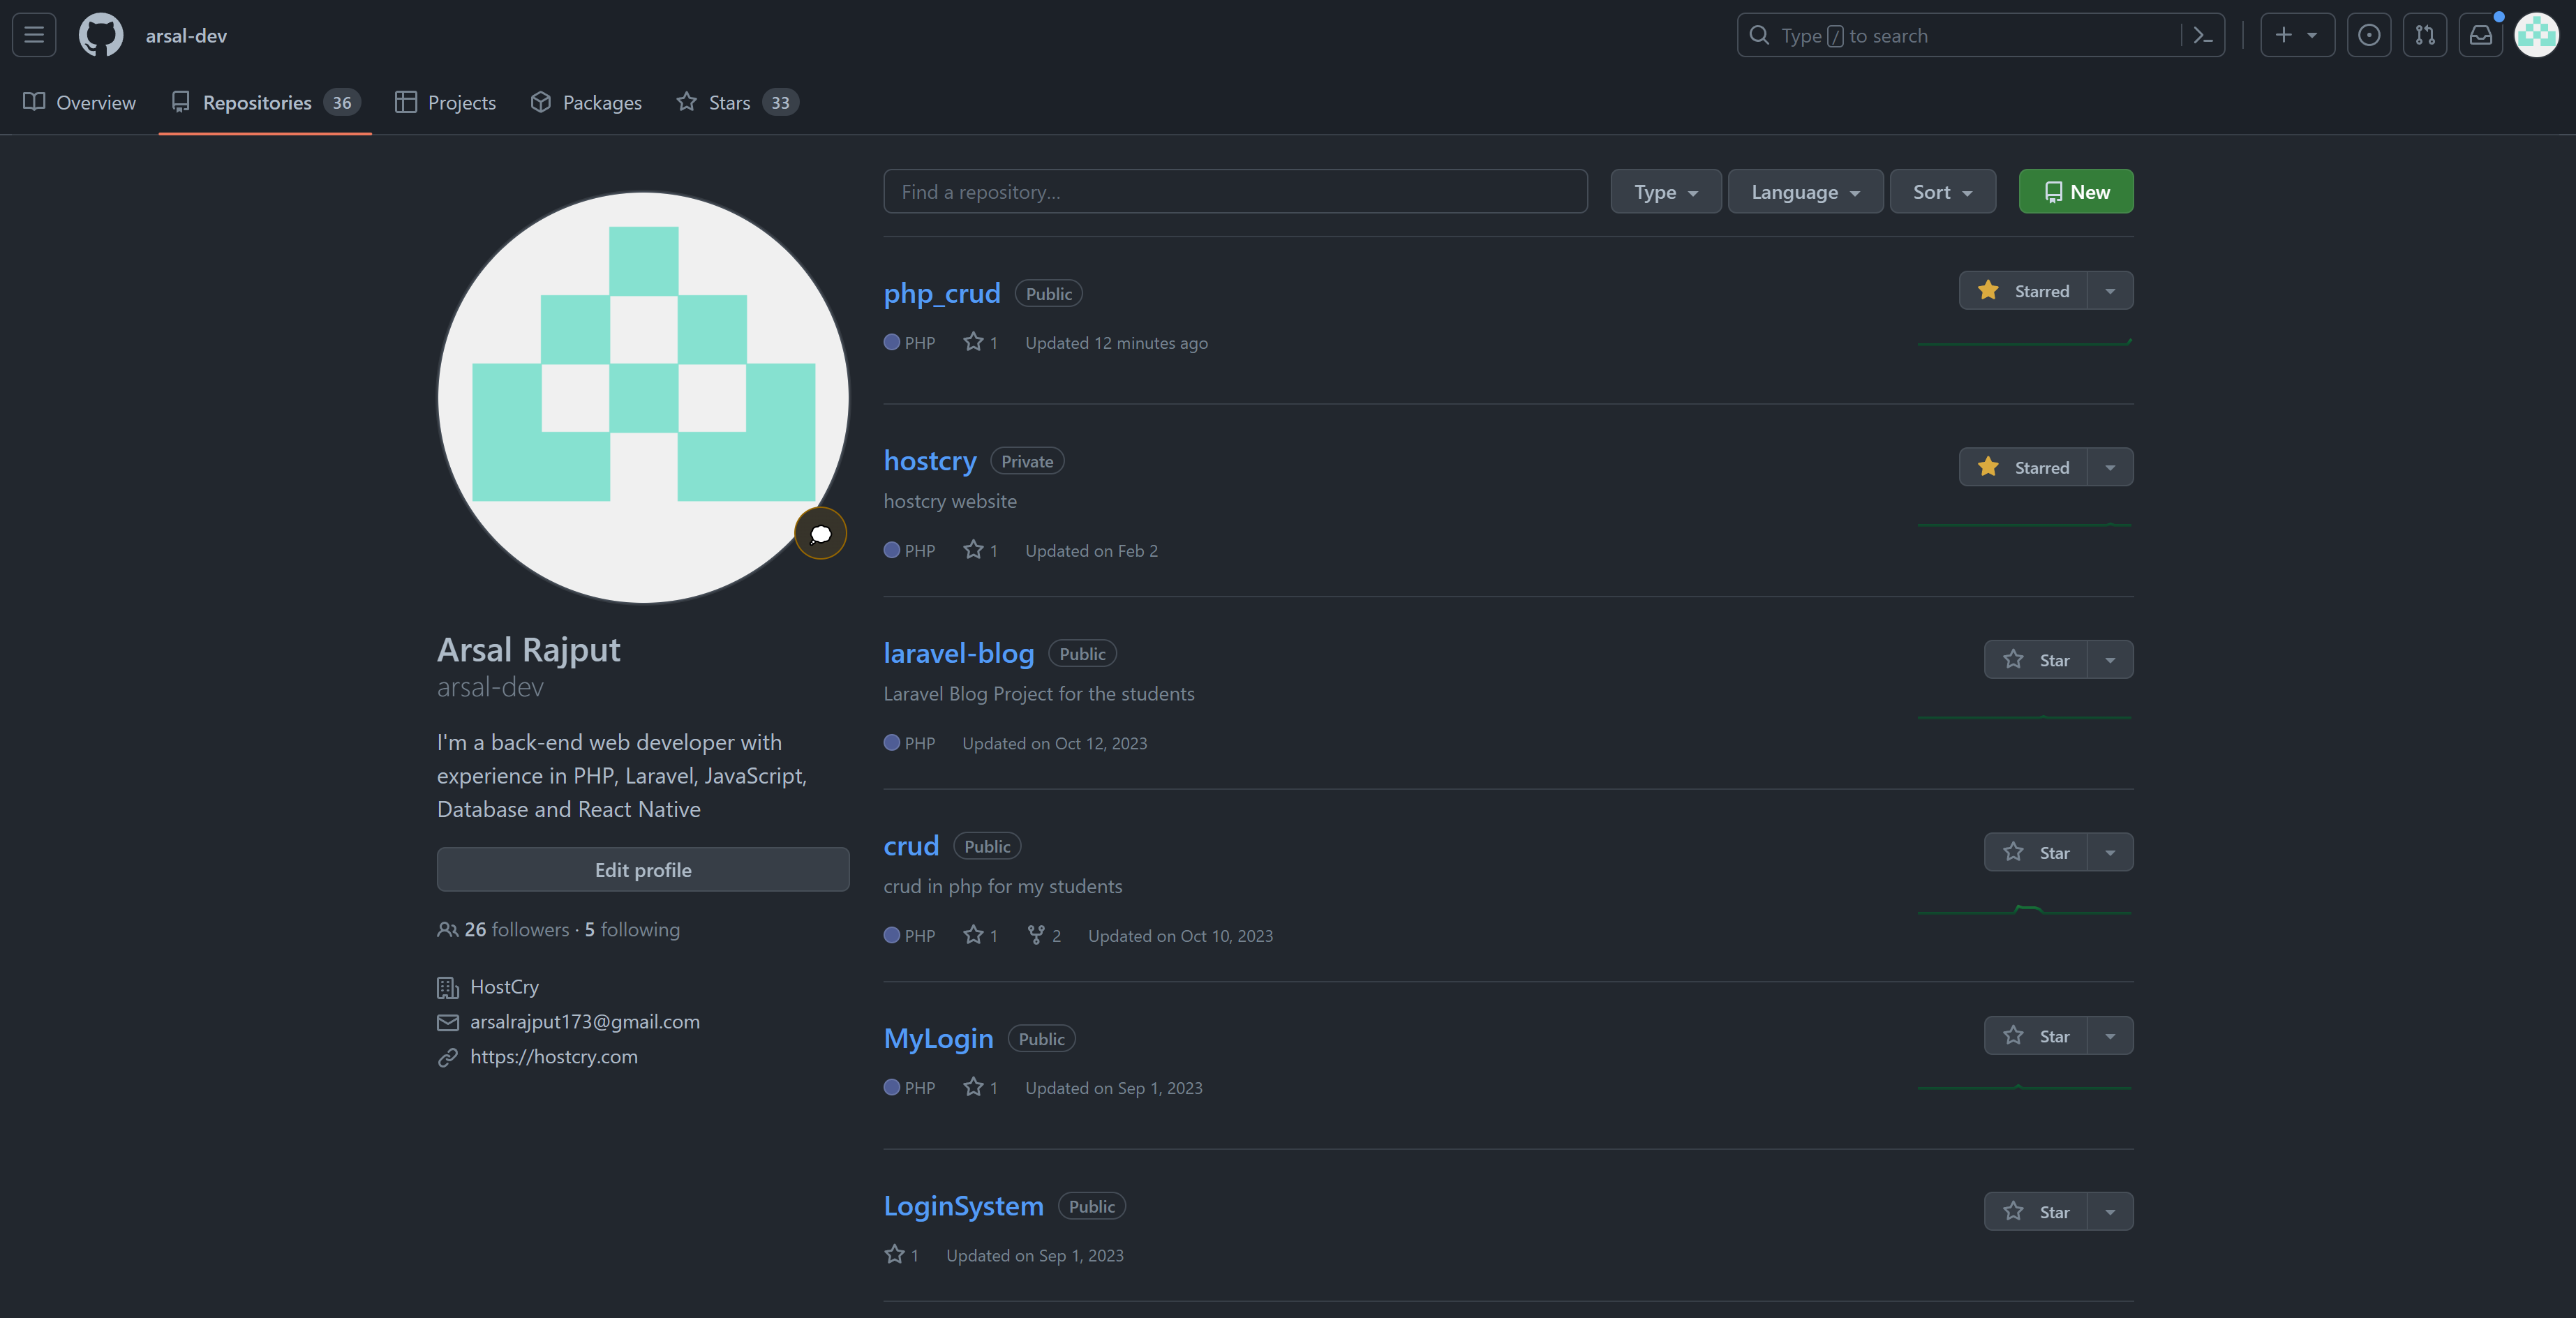 arsal-dev
Type / to search
Overview
Repositories 36
Projects
Packages
Stars 33
Find a repository...
Type
Language
Sort
New
Arsal Rajput
arsal-dev
I'm a back-end web developer with
experience in PHP, Laravel, JavaScript,
Database and React Native
Edit profile
26 followers · 5 following
HostCry
arsalrajput173@gmail.com
https://hostcry.com
php_crud Public
Starred
PHP 1 Updated 12 minutes ago
hostcry Private
Starred
hostcry website
PHP 1 Updated on Feb 2
laravel-blog Public
Star
Laravel Blog Project for the students
PHP Updated on Oct 12, 2023
crud Public
Star
crud in php for my students
PHP 1 2 Updated on Oct 10, 2023
MyLogin Public
Star
PHP 1 Updated on Sep 1, 2023
LoginSystem Public
Star
1 Updated on Sep 1, 2023